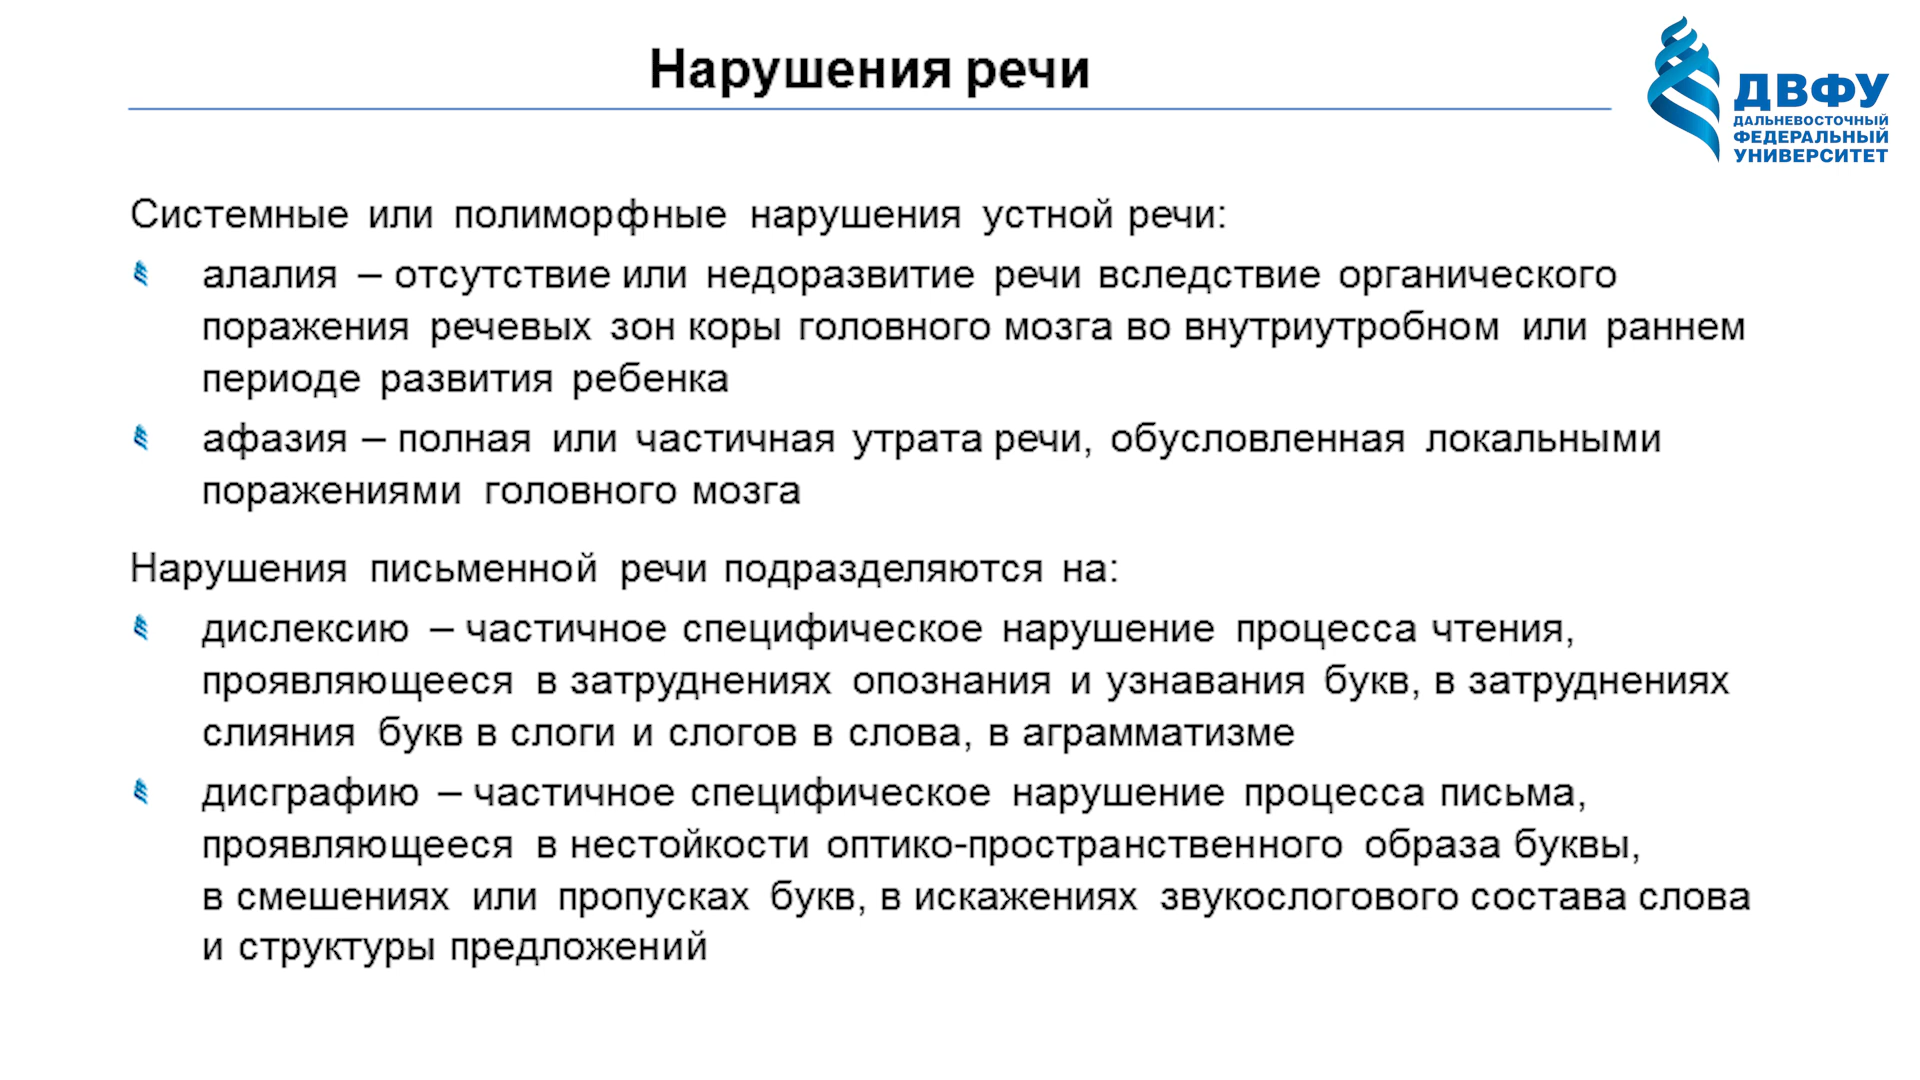 Нарушения речи
ДВФУ
ДАЛЬНЕВОСТОЧНЫЙ
ФЕДЕРАЛЬНЫЙ
УНИВЕРСИТЕТ
Системные или полиморфные нарушения устной речи:
алалия – отсутствие или недоразвитие речи вследствие органического
поражения речевых зон коры головного мозга во внутриутробном или раннем
периоде развития ребенка
афазия – полная или частичная утрата речи, обусловленная локальными
поражениями головного мозга
Нарушения письменной речи подразделяются на:
дислексию – частичное специфическое нарушение процесса чтения,
проявляющееся в затруднениях опознания и узнавания букв, в затруднениях
слияния букв в слоги и слогов в слова, в аграмматизме
дисграфию – частичное специфическое нарушение процесса письма,
проявляющееся в нестойкости оптико-пространственного образа буквы,
в смешениях или пропусках букв, в искажениях звукослогового состава слова
и структуры предложений